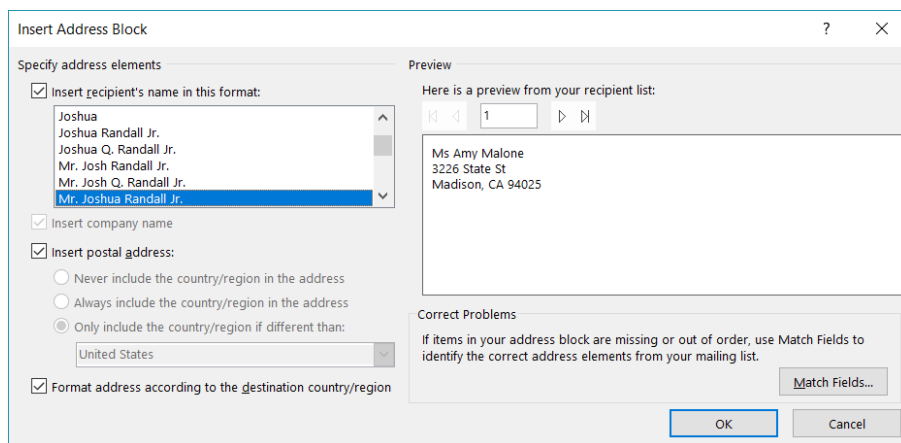 Insert Address Block
Specify address elements
Insert recipient's name in this format:
Joshua
Joshua Randall Jr.
Joshua Q. Randall Jr.
Mr. Josh Randall Jr.
Mr. Josh Q. Randall Jr.
Mr. Joshua Randall Jr.
Insert company name
Insert postal address:
Never include the country/region in the address
Always include the country/region in the address
Only include the country/region if different than:
United States
Format address according to the destination country/region
Preview
Here is a preview from your recipient list:
1
Ms Amy Malone
3226 State St
Madison, CA 94025
Correct Problems
If items in your address block are missing or out of order, use Match Fields to
identify the correct address elements from your mailing list.
Match Fields...
OK
Cancel